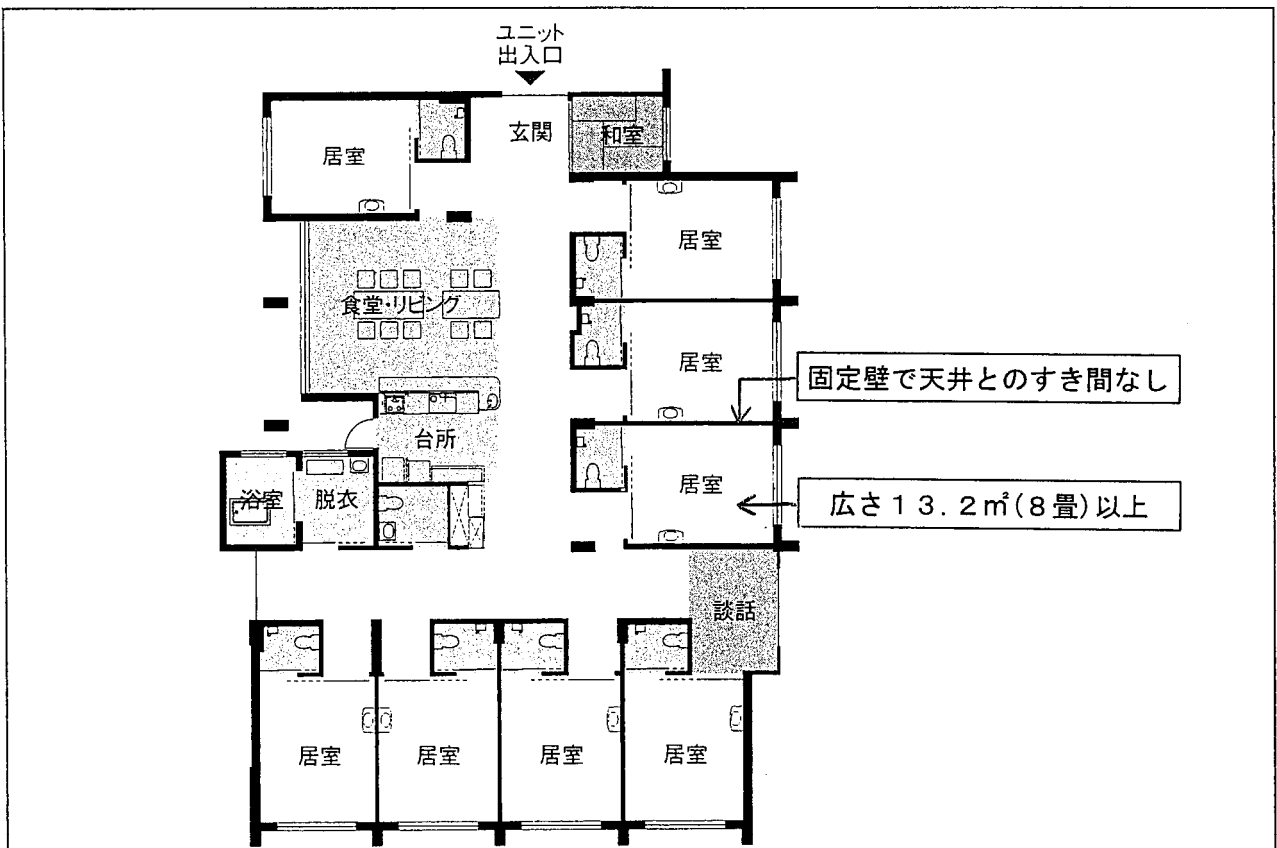 ユニット
出入口
玄関
和室
居室
居室
食堂・リビング
居室
固定壁で天井とのすき間なし
台所
居室
浴室
脱衣
広さ13.2㎡(8畳)以上
談話
居室
居室
居室
居室